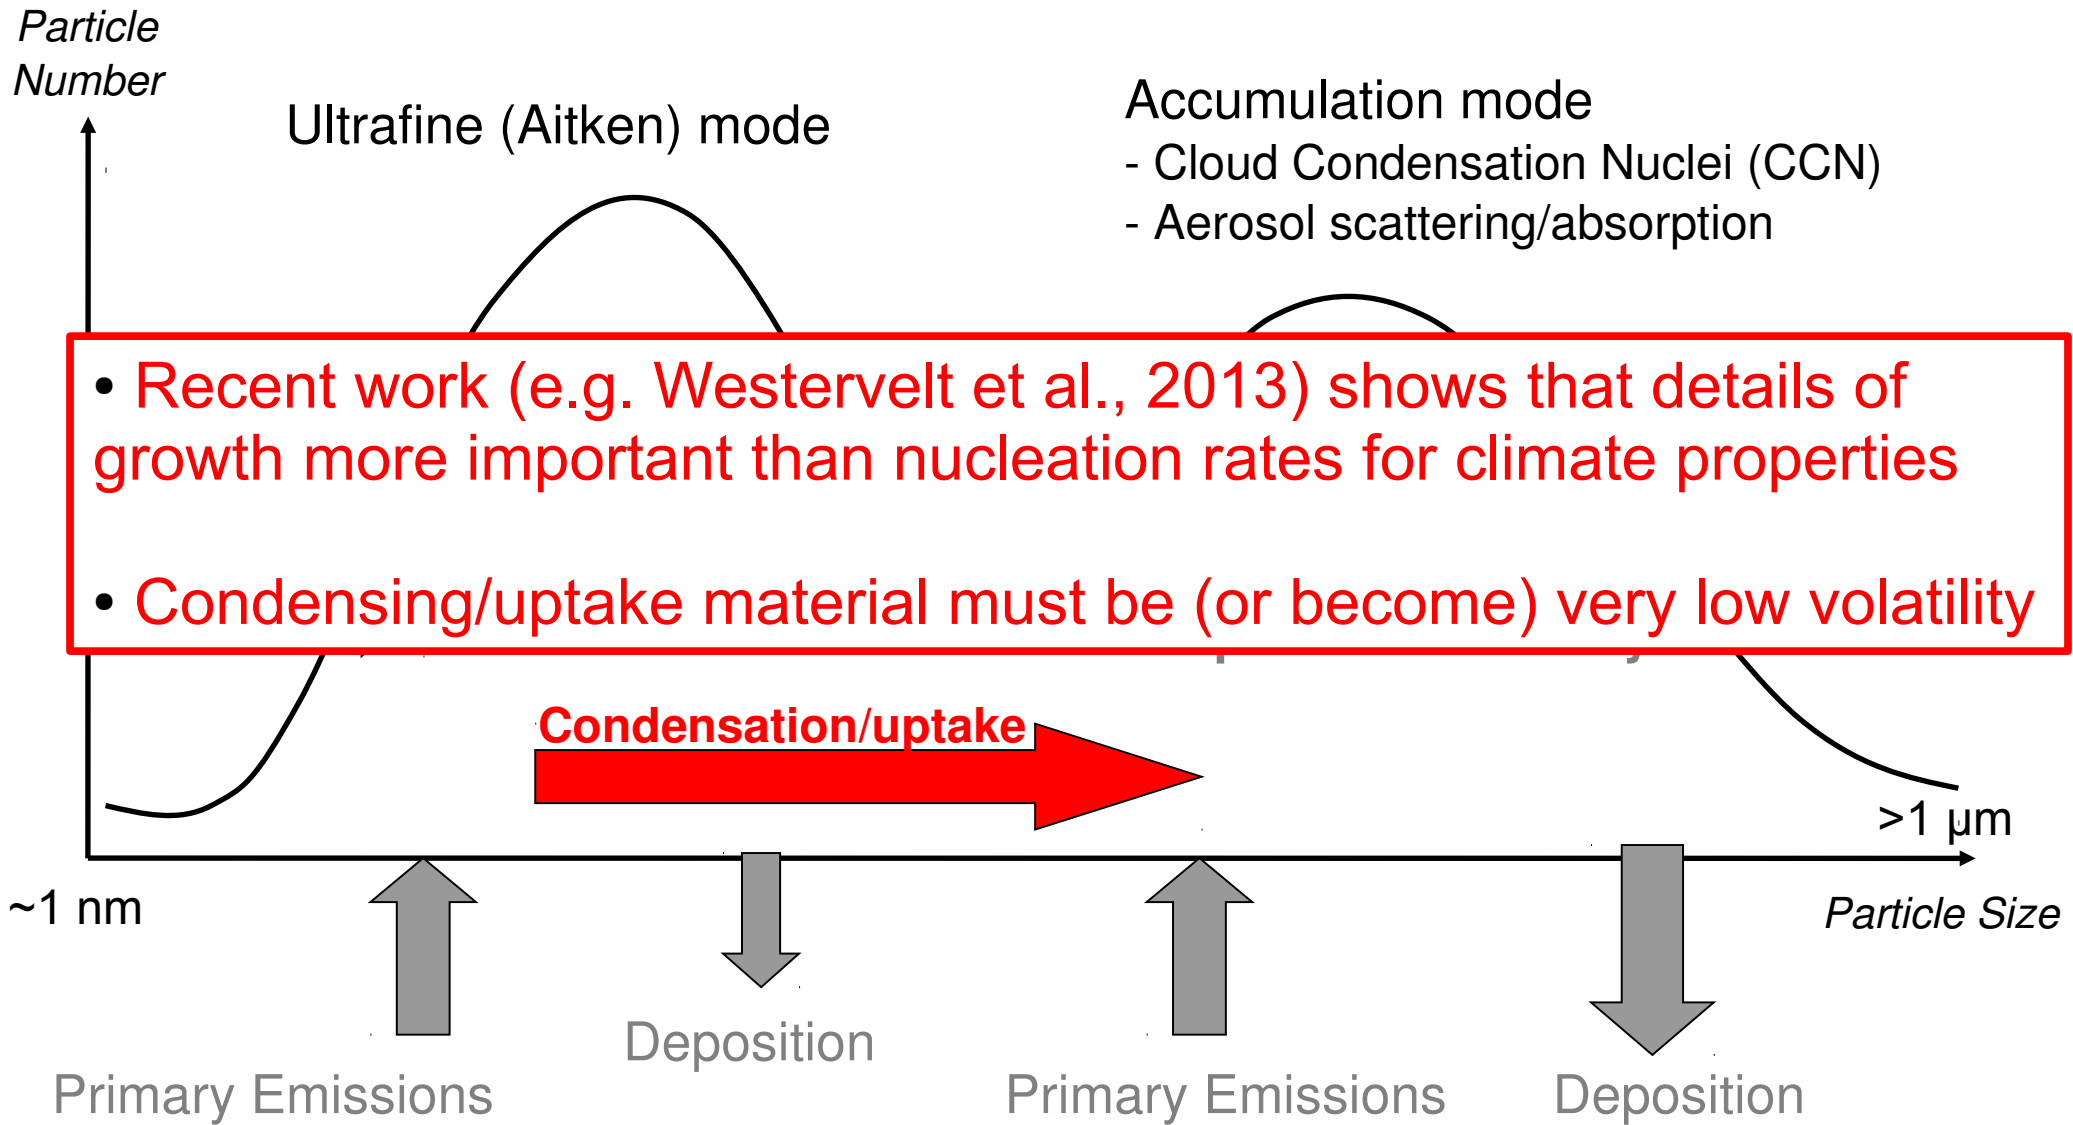 Particle
Number
Ultrafine (Aitken) mode
Accumulation mode
- Cloud Condensation Nuclei (CCN)
- Aerosol scattering/absorption
• Recent work (e.g. Westervelt et al., 2013) shows that details of
growth more important than nucleation rates for climate properties
• Condensing/uptake material must be (or become) very low volatility
Condensation/uptake
>1 µm
~1 nm
Particle Size
Deposition
Primary Emissions
Primary Emissions
Deposition